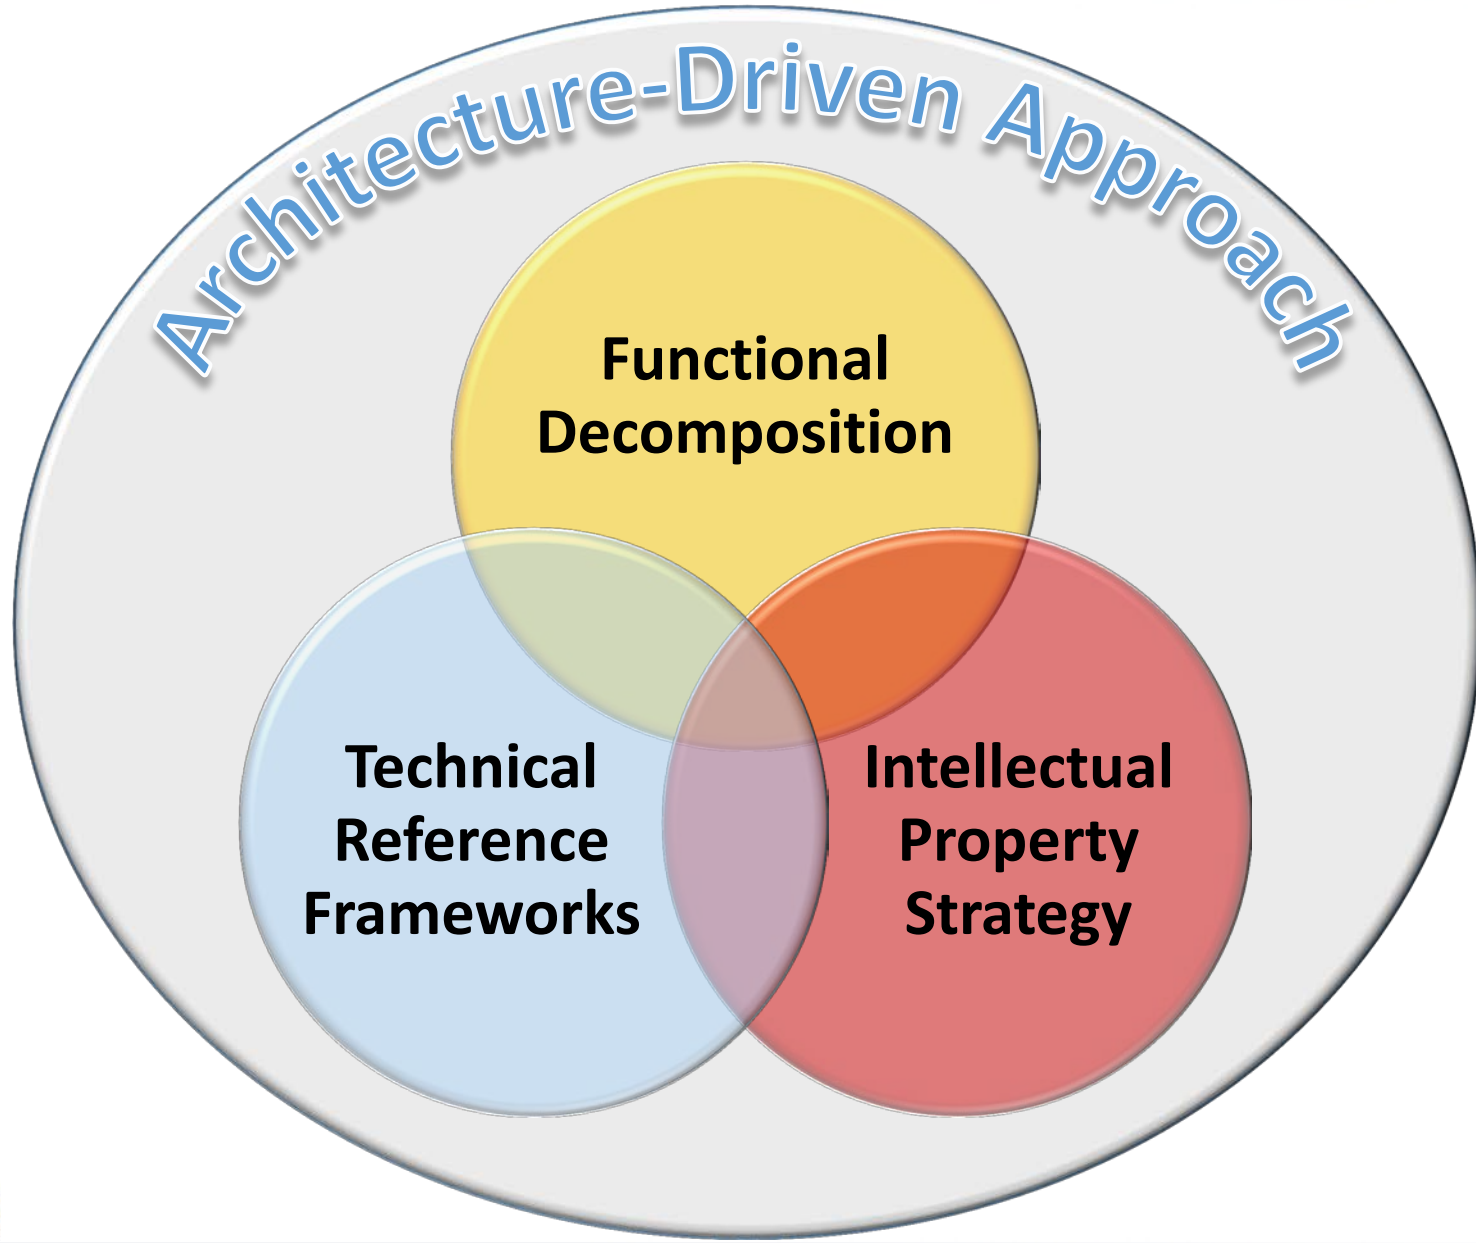 Architecture-Driven Approach
Functional
Decomposition
Technical
Reference
Frameworks
Intellectual
Property
Strategy